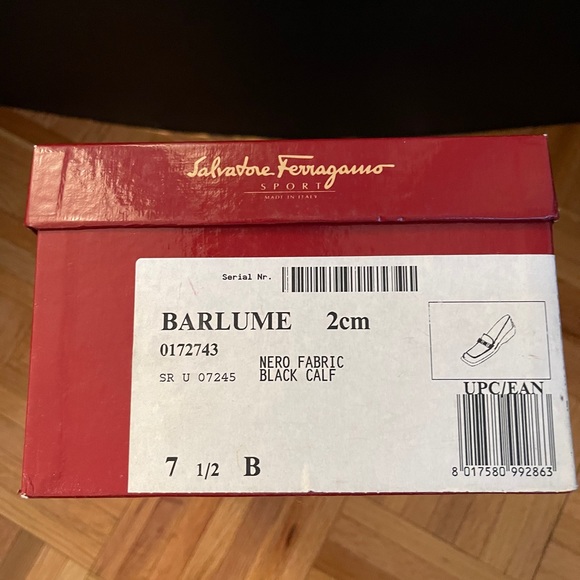 Salvatore Ferragamo
SPORT
MADE IN ITALY
Serial Nr.
BARLUME 2cm
0172743
NERO FABRIC
SR U 07245 BLACK CALF
UPC/EAN
7 1/2 B
8 017580 992863